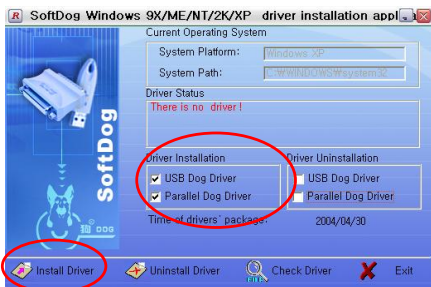 SoftDog Windows 9X/ME/NT/2K/XP driver installation appl
Current Operating System
System Platform: Windows XP
System Path: C:₩WINDOWS₩system32
Driver Status
There is no driver!
Driver Installation
Driver Uninstallation
USB Dog Driver
USB Dog Driver
Parallel Dog Driver
Parallel Dog Driver
Time of drivers' package: 2004/04/30
SoftDog
DOG
Install Driver
Uninstall Driver
Check Driver
Exit